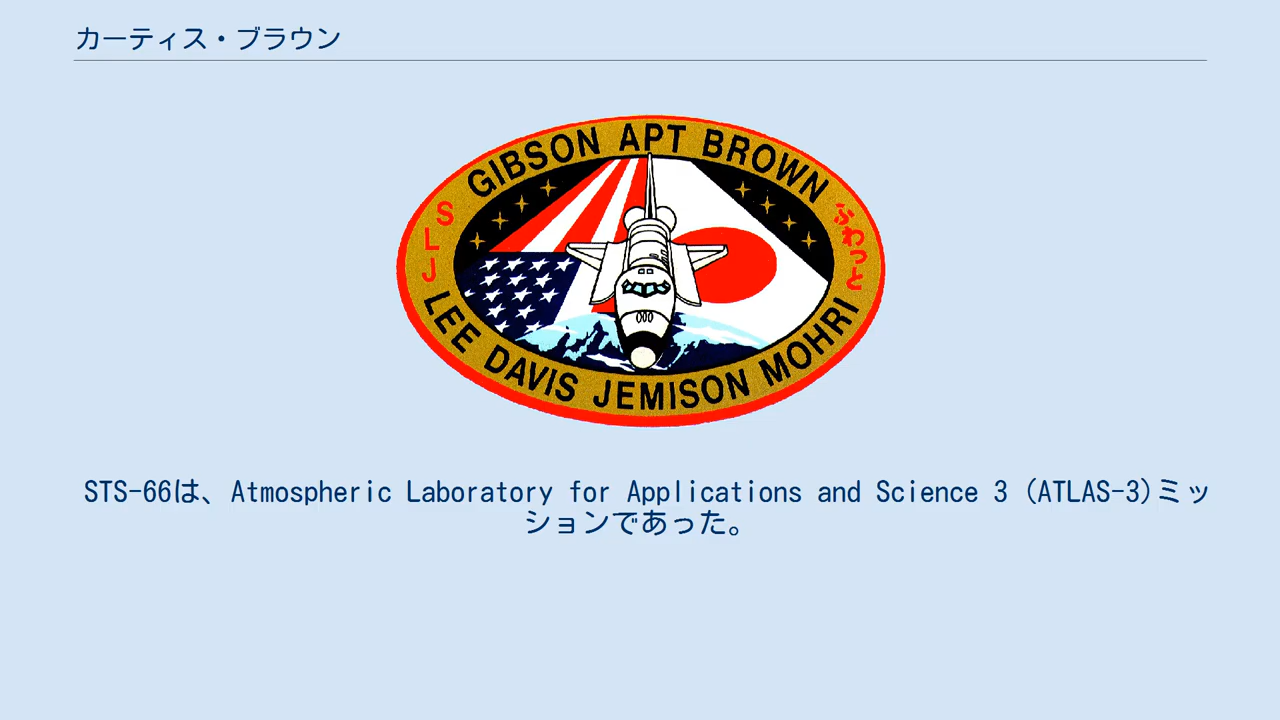 カーティス・ブラウン
GIBSON APT BROWN
SLJ
ふわっと
LEE DAVIS JEMISON MOHRI
STS-66は、Atmospheric Laboratory for Applications and Science 3 (ATLAS-3)ミッ
ションであった。